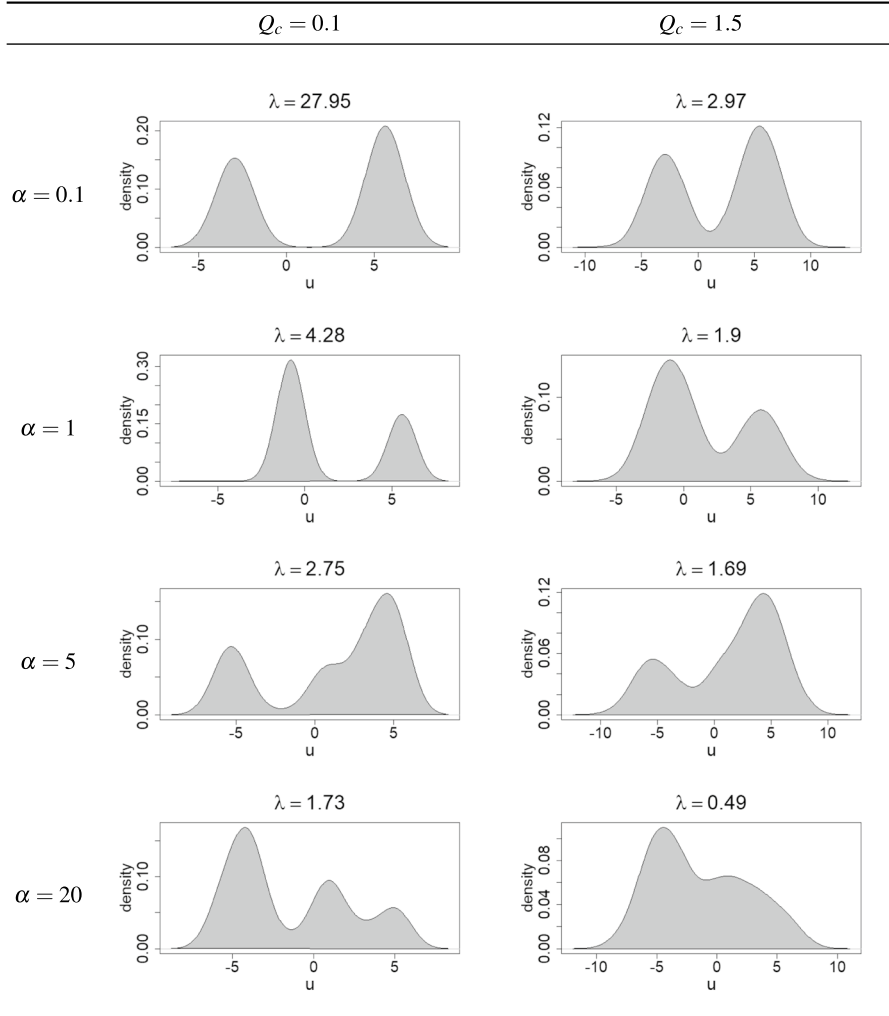 Q_c = 0.1 Q_c = 1.5
λ = 27.95
density
0.00 0.10 0.20
-5 0 5
u
λ = 2.97
density
0.00 0.06 0.12
-10 -5 0 5 10
u
α = 0.1
λ = 4.28
density
0.00 0.15 0.30
-5 0 5
u
λ = 1.9
density
0.00 0.10
-5 0 5 10
u
α = 1
λ = 2.75
density
0.00 0.10
-5 0 5
u
λ = 1.69
density
0.00 0.06 0.12
-10 -5 0 5 10
u
α = 5
λ = 1.73
density
0.00 0.10
-5 0 5
u
λ = 0.49
density
0.00 0.04 0.08
-10 -5 0 5 10
u
α = 20